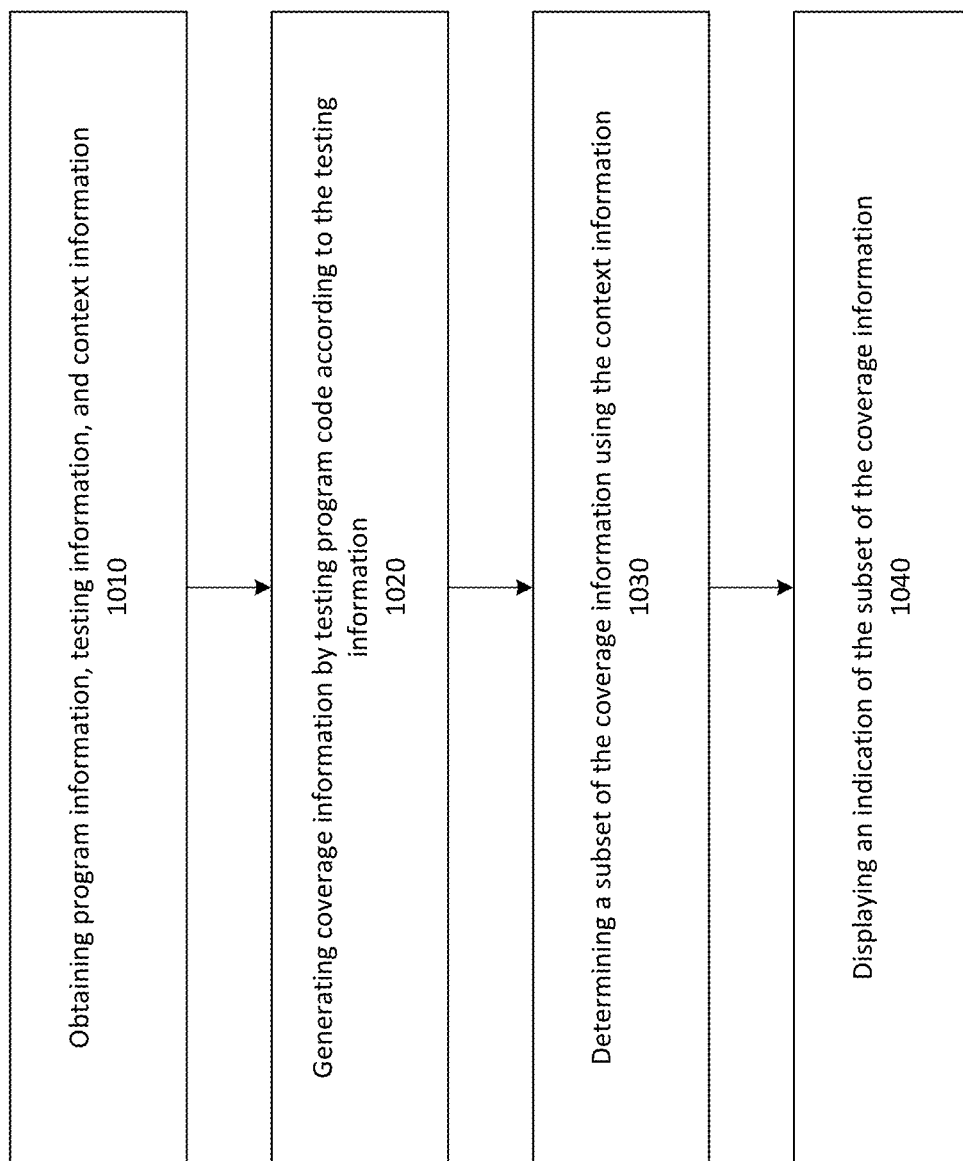 Obtaining program information, testing information, and context information
1010
Generating coverage information by testing program code according to the testing
information
1020
Determining a subset of the coverage information using the context information
1030
Displaying an indication of the subset of the coverage information
1040